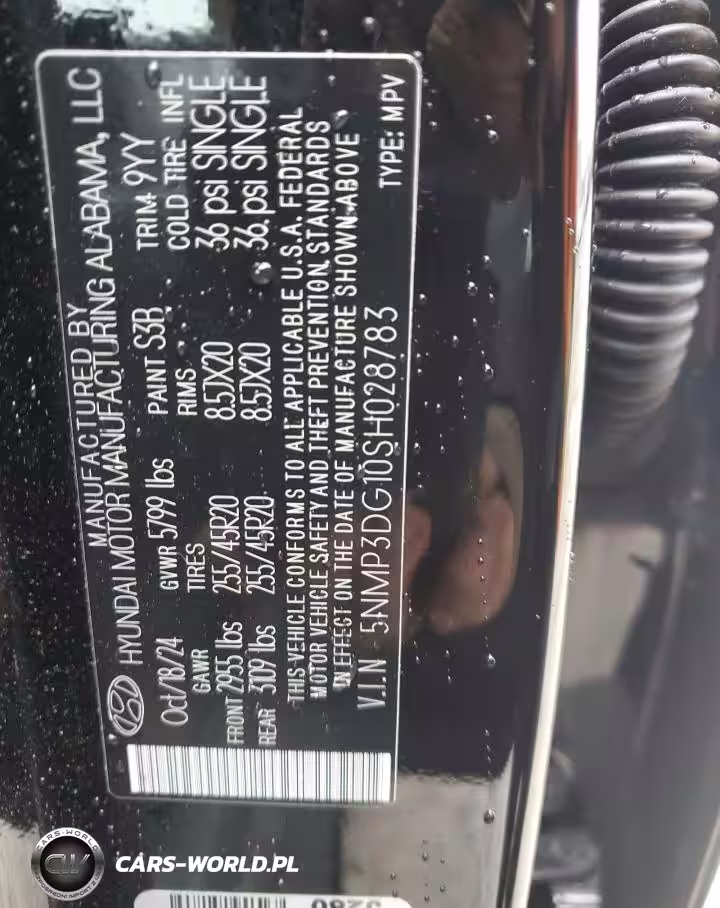 MANUFACTURED BY
HYUNDAI MOTOR MANUFACTURING ALABAMA, LLC
Oct/18/24 GVWR 5799 lbs PAINT S3B TRIM 9YY
GAWR TIRES RIMS COLD TIRE INFL
FRONT 2955 lbs 255/45R20 8.5JX20 36 psi SINGLE
REAR 3109 lbs 255/45R20 8.5JX20 36 psi SINGLE
THIS VEHICLE CONFORMS TO ALL APPLICABLE U.S.A. FEDERAL
MOTOR VEHICLE SAFETY AND THEFT PREVENTION STANDARDS
IN EFFECT ON THE DATE OF MANUFACTURE SHOWN ABOVE
V.I.N 5NMP3DG10SH028783 TYPE: MPV
CARS-WORLD
CW
CARS-WORLD.PL